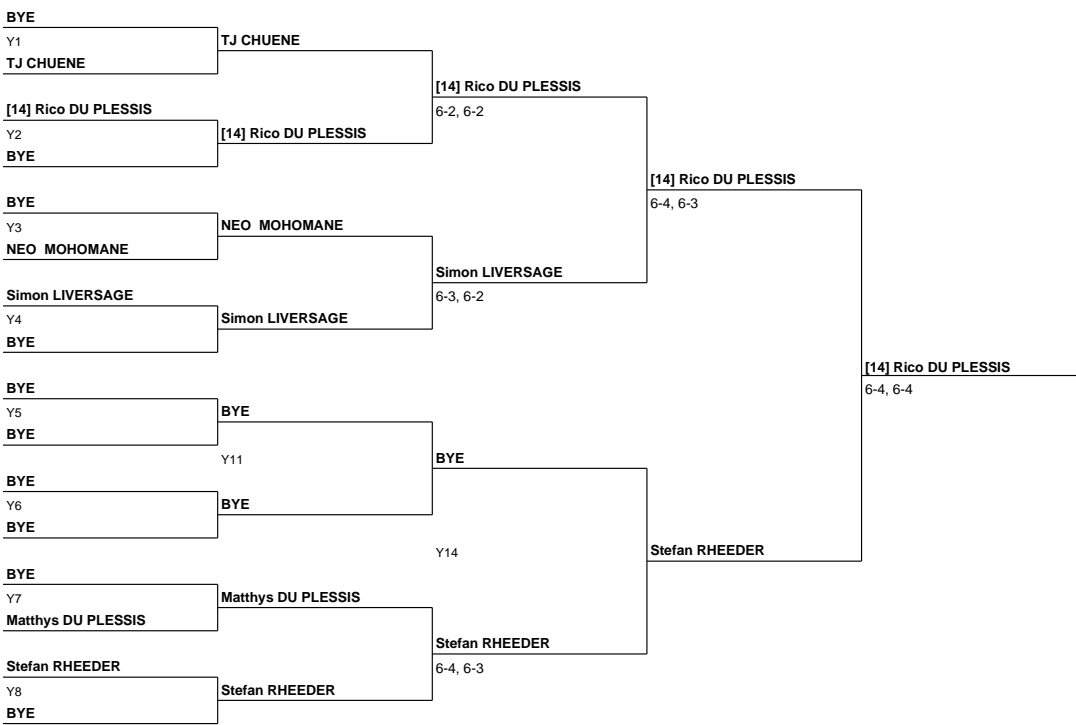 BYE
Y1
TJ CHUENE
[14] Rico DU PLESSIS
Y2
BYE
BYE
Y3
NEO  MOHOMANE
Simon LIVERSAGE
Y4
BYE
BYE
Y5
BYE
BYE
Y6
BYE
BYE
Y7
Matthys DU PLESSIS
Stefan RHEEDER
Y8
BYE
TJ CHUENE
[14] Rico DU PLESSIS
NEO  MOHOMANE
Simon LIVERSAGE
BYE
Y11
BYE
Matthys DU PLESSIS
Stefan RHEEDER
[14] Rico DU PLESSIS
6-2, 6-2
Simon LIVERSAGE
6-3, 6-2
BYE
Y14
Stefan RHEEDER
6-4, 6-3
[14] Rico DU PLESSIS
6-4, 6-3
Stefan RHEEDER
[14] Rico DU PLESSIS
6-4, 6-4